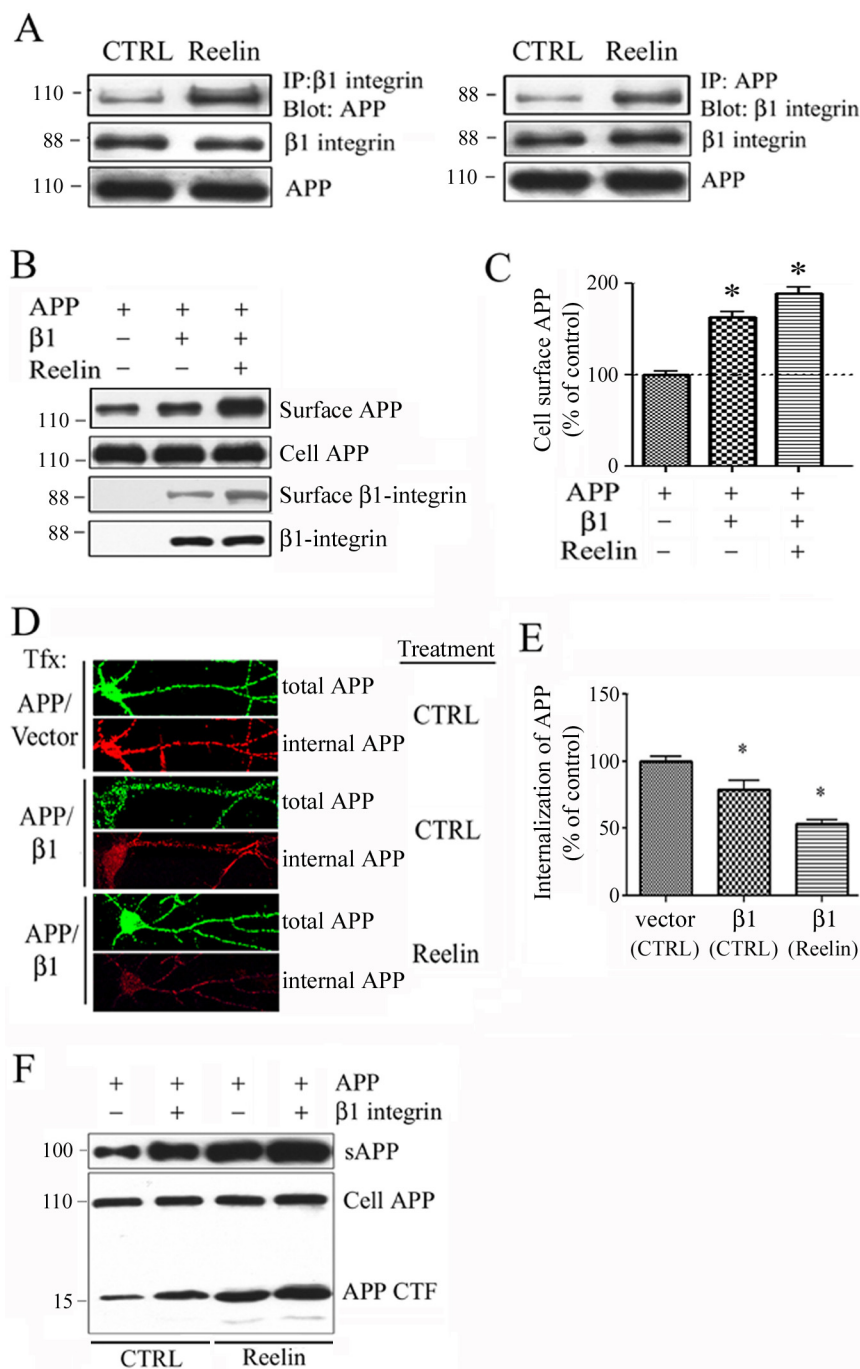 A
CTRL Reelin
110 –
IP:β1 integrin
Blot: APP
88 –
β1 integrin
110 –
APP
CTRL Reelin
88 –
IP: APP
Blot: β1 integrin
88 –
β1 integrin
110 –
APP
B
APP + + +
β1 – + +
Reelin – – +
110 – Surface APP
110 – Cell APP
88 – Surface β1-integrin
88 – β1-integrin
C
Cell surface APP
(% of control)
200
100
0
* *
APP + + +
β1 – + +
Reelin – – +
D
Tfx:
Treatment
APP/
Vector
total APP
internal APP
CTRL
APP/
β1
total APP
internal APP
CTRL
APP/
β1
total APP
internal APP
Reelin
E
Internalization of APP
(% of control)
150
100
50
0
* *
vector β1 β1
(CTRL) (CTRL) (Reelin)
F
+ + + + APP
– + – + β1 integrin
100 – sAPP
110 – Cell APP
15 – APP CTF
CTRL Reelin